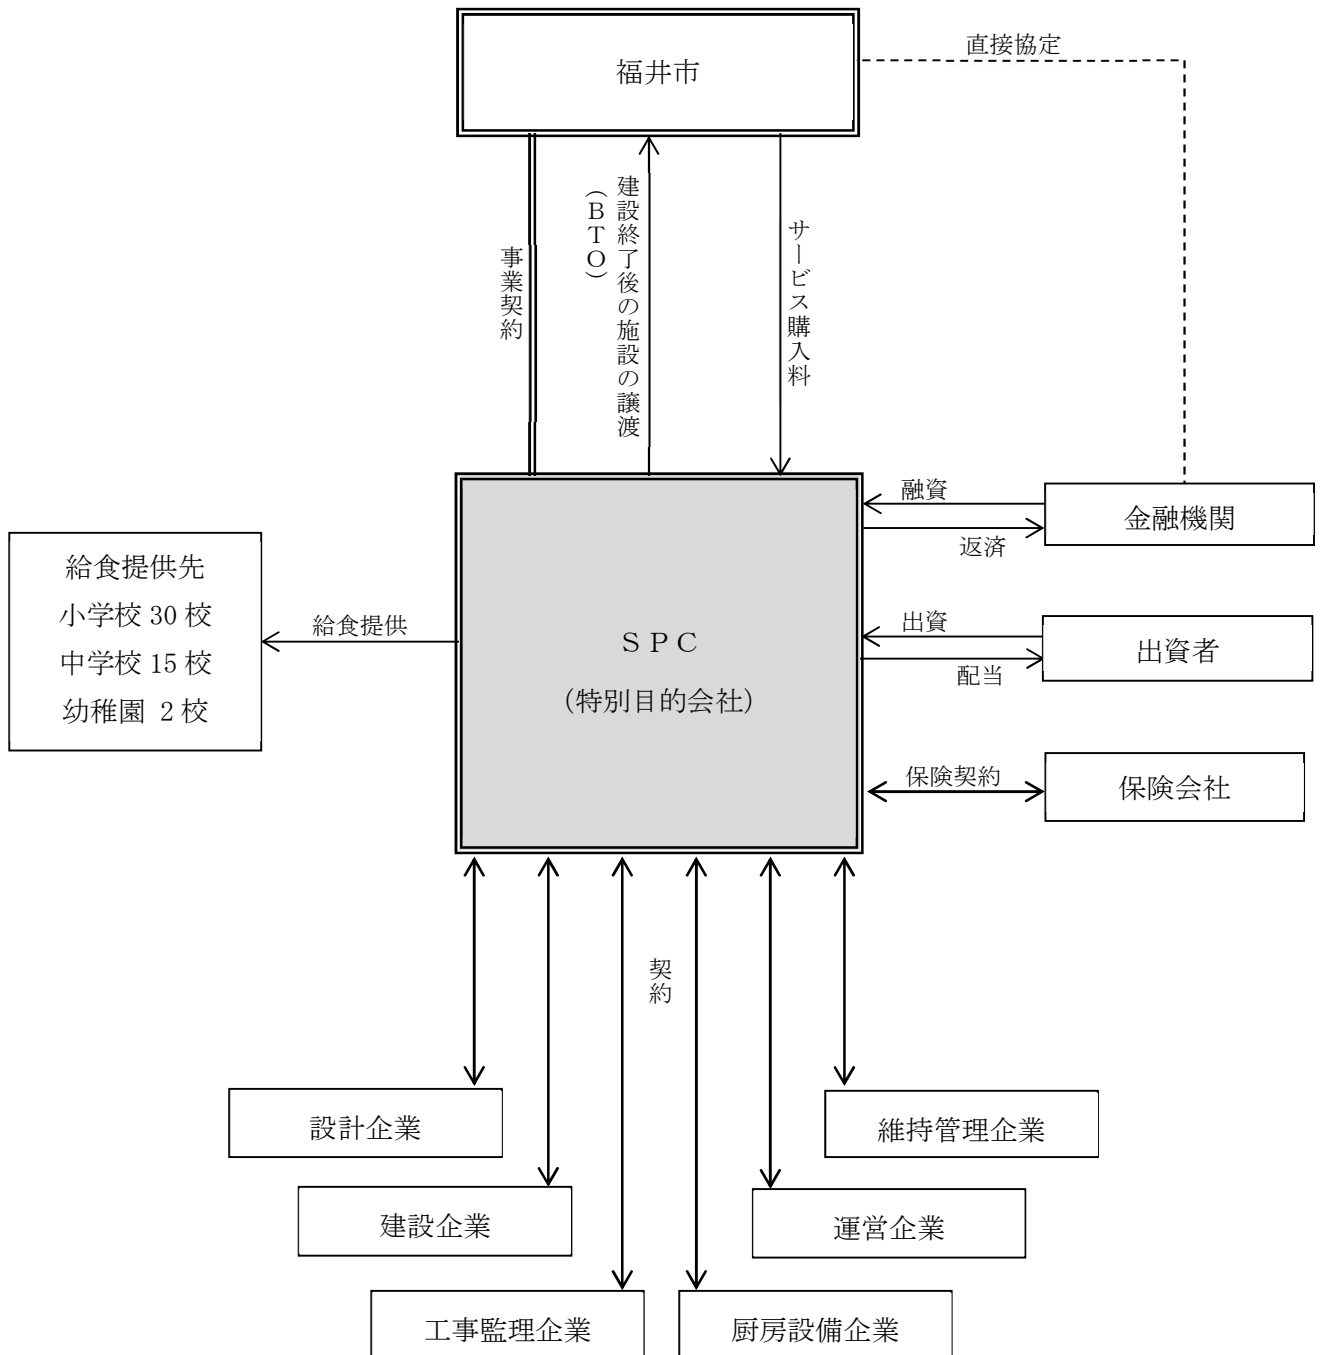 福井市
直接協定
事業契約
建設終了後の施設の譲渡
(ＢＴＯ)
サービス購入料
給食提供先
小学校 30 校
中学校 15 校
幼稚園 2 校
給食提供
ＳＰＣ
(特別目的会社)
融資
返済
金融機関
出資
配当
出資者
保険契約
保険会社
契約
設計企業
維持管理企業
建設企業
運営企業
工事監理企業
厨房設備企業